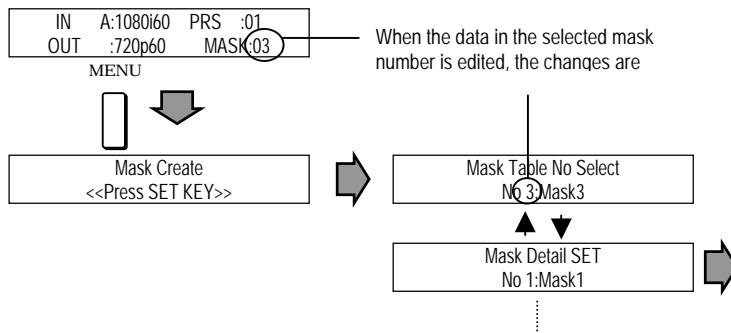 IN A:1080i60 PRS :01
OUT :720p60 MASK:03
When the data in the selected mask
number is edited, the changes are
MENU
Mask Create
<<Press SET KEY>>
Mask Table No Select
No 3:Mask3
Mask Detail SET
No 1:Mask1